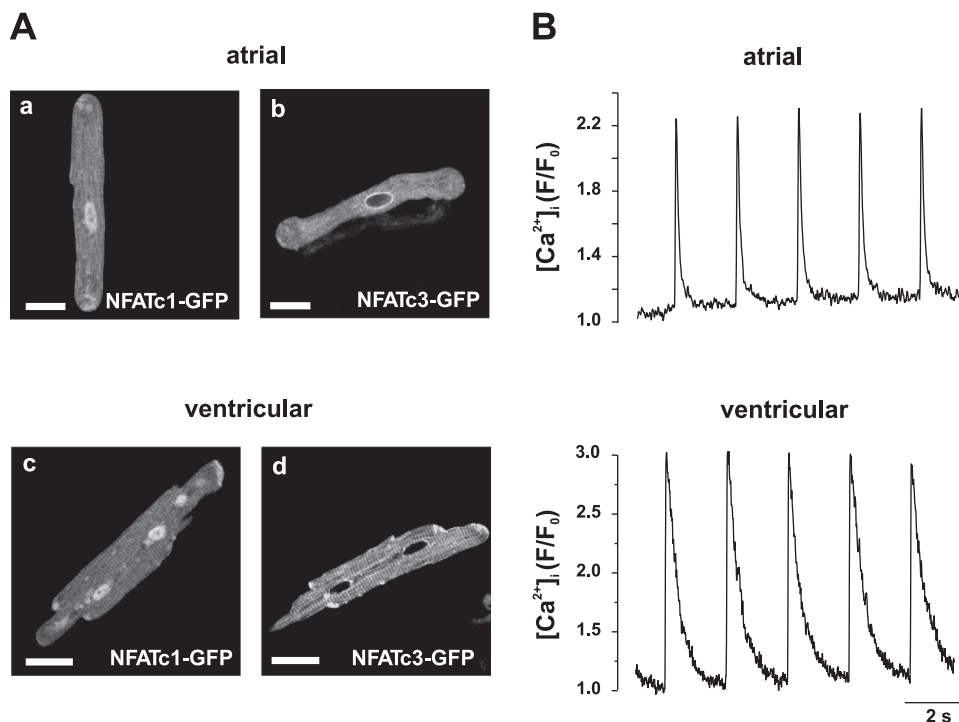 A
atrial
a
NFATc1-GFP
b
NFATc3-GFP
ventricular
c
NFATc1-GFP
d
NFATc3-GFP
B
atrial
[Ca²⁺]ᵢ (F/F₀)
2.2
1.8
1.4
1.0
ventricular
[Ca²⁺]ᵢ (F/F₀)
3.0
2.5
2.0
1.5
1.0
2 s